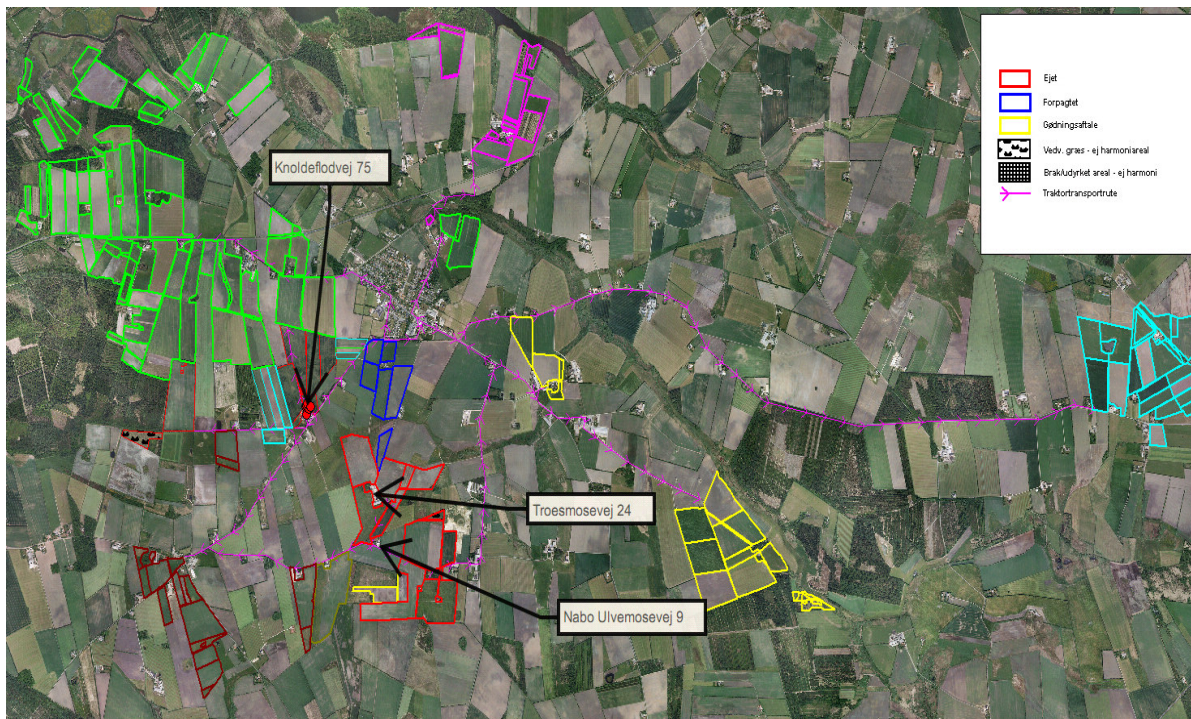 Ejet
Forpagtet
Gødningsaftale
Vedv. græs - ej harmoniareal
Brak/udyrket areal - ej harmoni
Traktortransportrute
Knoldeflodvej 75
Troesmosevej 24
Nabo Ulvemosevej 9